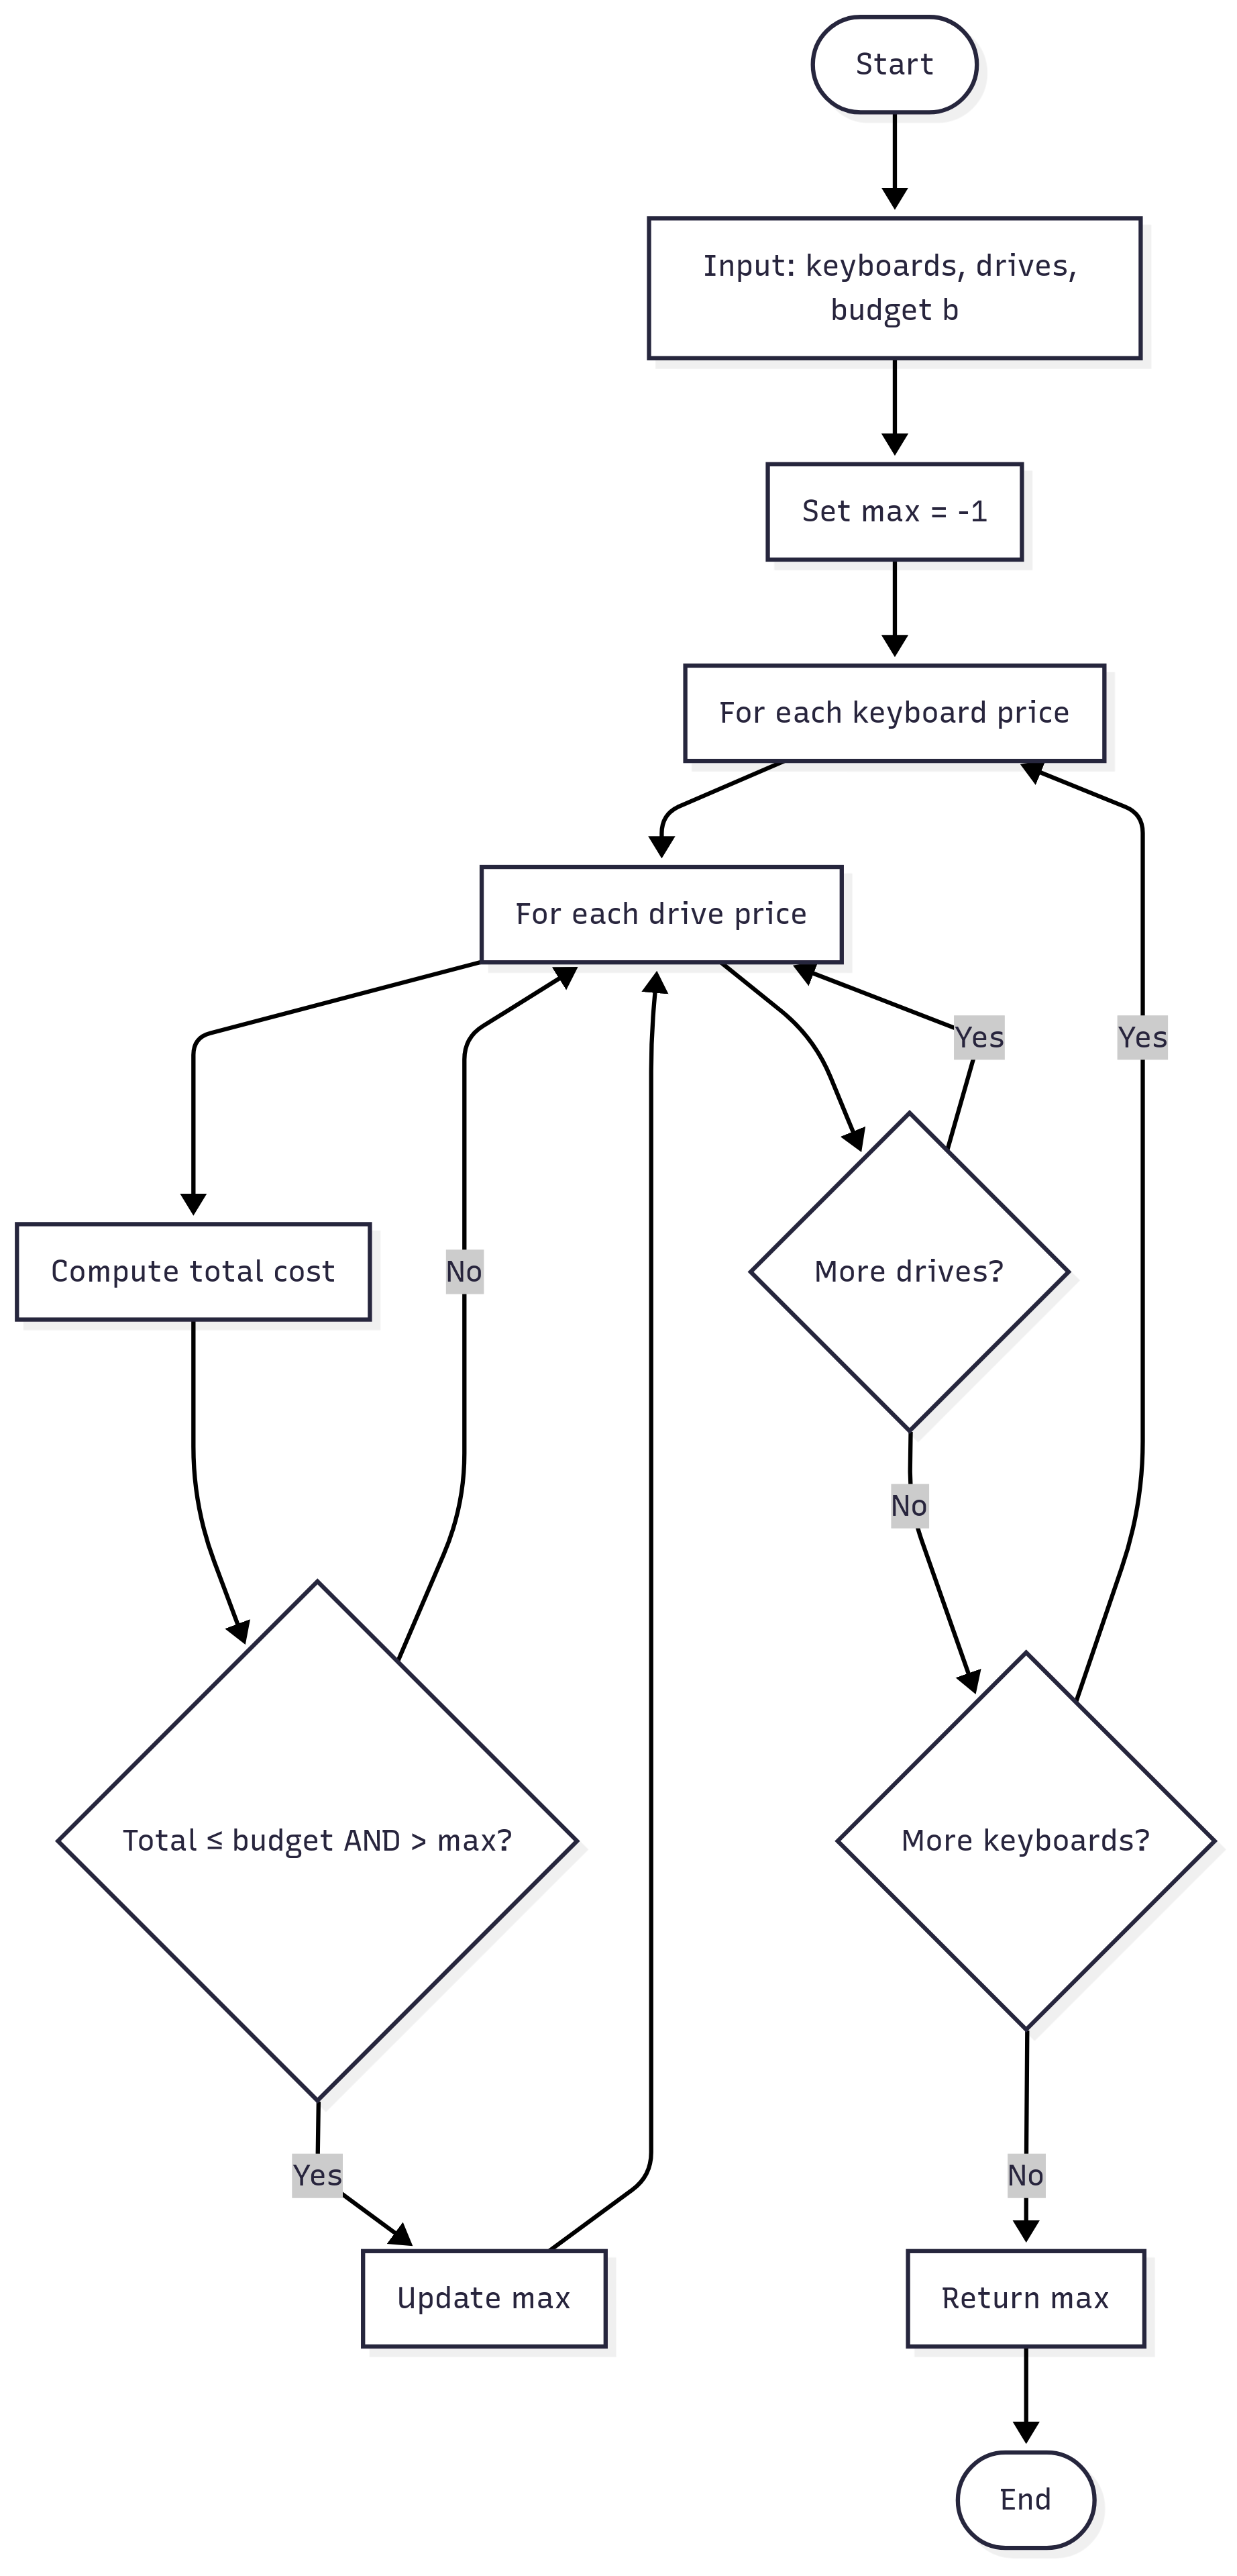 Start
Input: keyboards, drives,
budget b
Set max = -1
For each keyboard price
For each drive price
Yes
Yes
Compute total cost
No
More drives?
No
Total ≤ budget AND > max?
More keyboards?
Yes
No
Update max
Return max
End